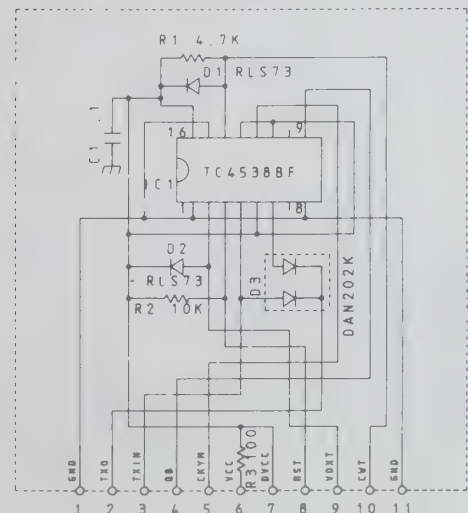 R1 4.7K
D1 RLS73
C1 .1
16
9
IC1
TC4538BF
1
8
D2
RLS73
R2 10K
D3
DAN202K
R3 100
GND
TXO
TXIN
QB
CKYM
VCC
DVCC
RST
VOXT
CWT
GND
1 2 3 4 5 6 7 8 9 10 11